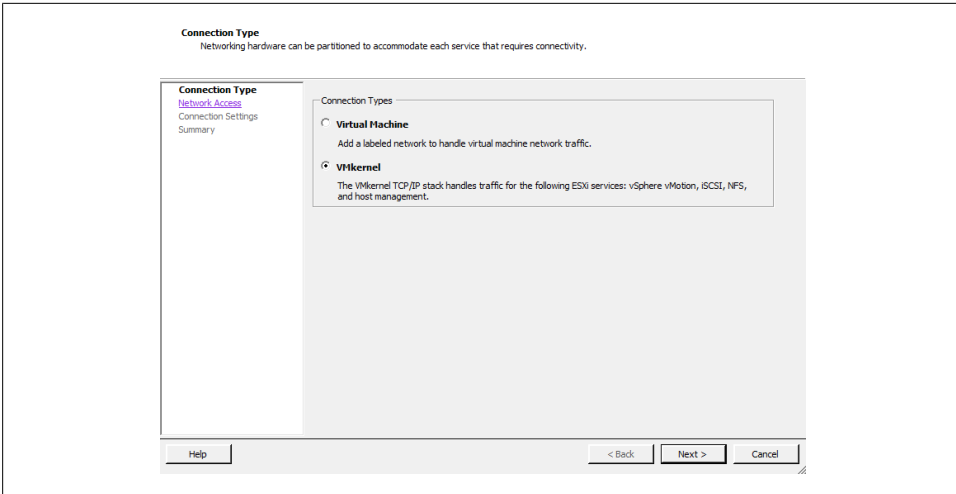 Connection Type
Networking hardware can be partitioned to accommodate each service that requires connectivity.
Connection Type
Network Access
Connection Settings
Summary
Connection Types
Virtual Machine
Add a labeled network to handle virtual machine network traffic.
VMkernel
The VMkernel TCP/IP stack handles traffic for the following ESXi services: vSphere vMotion, iSCSI, NFS,
and host management.
Help
< Back
Next >
Cancel